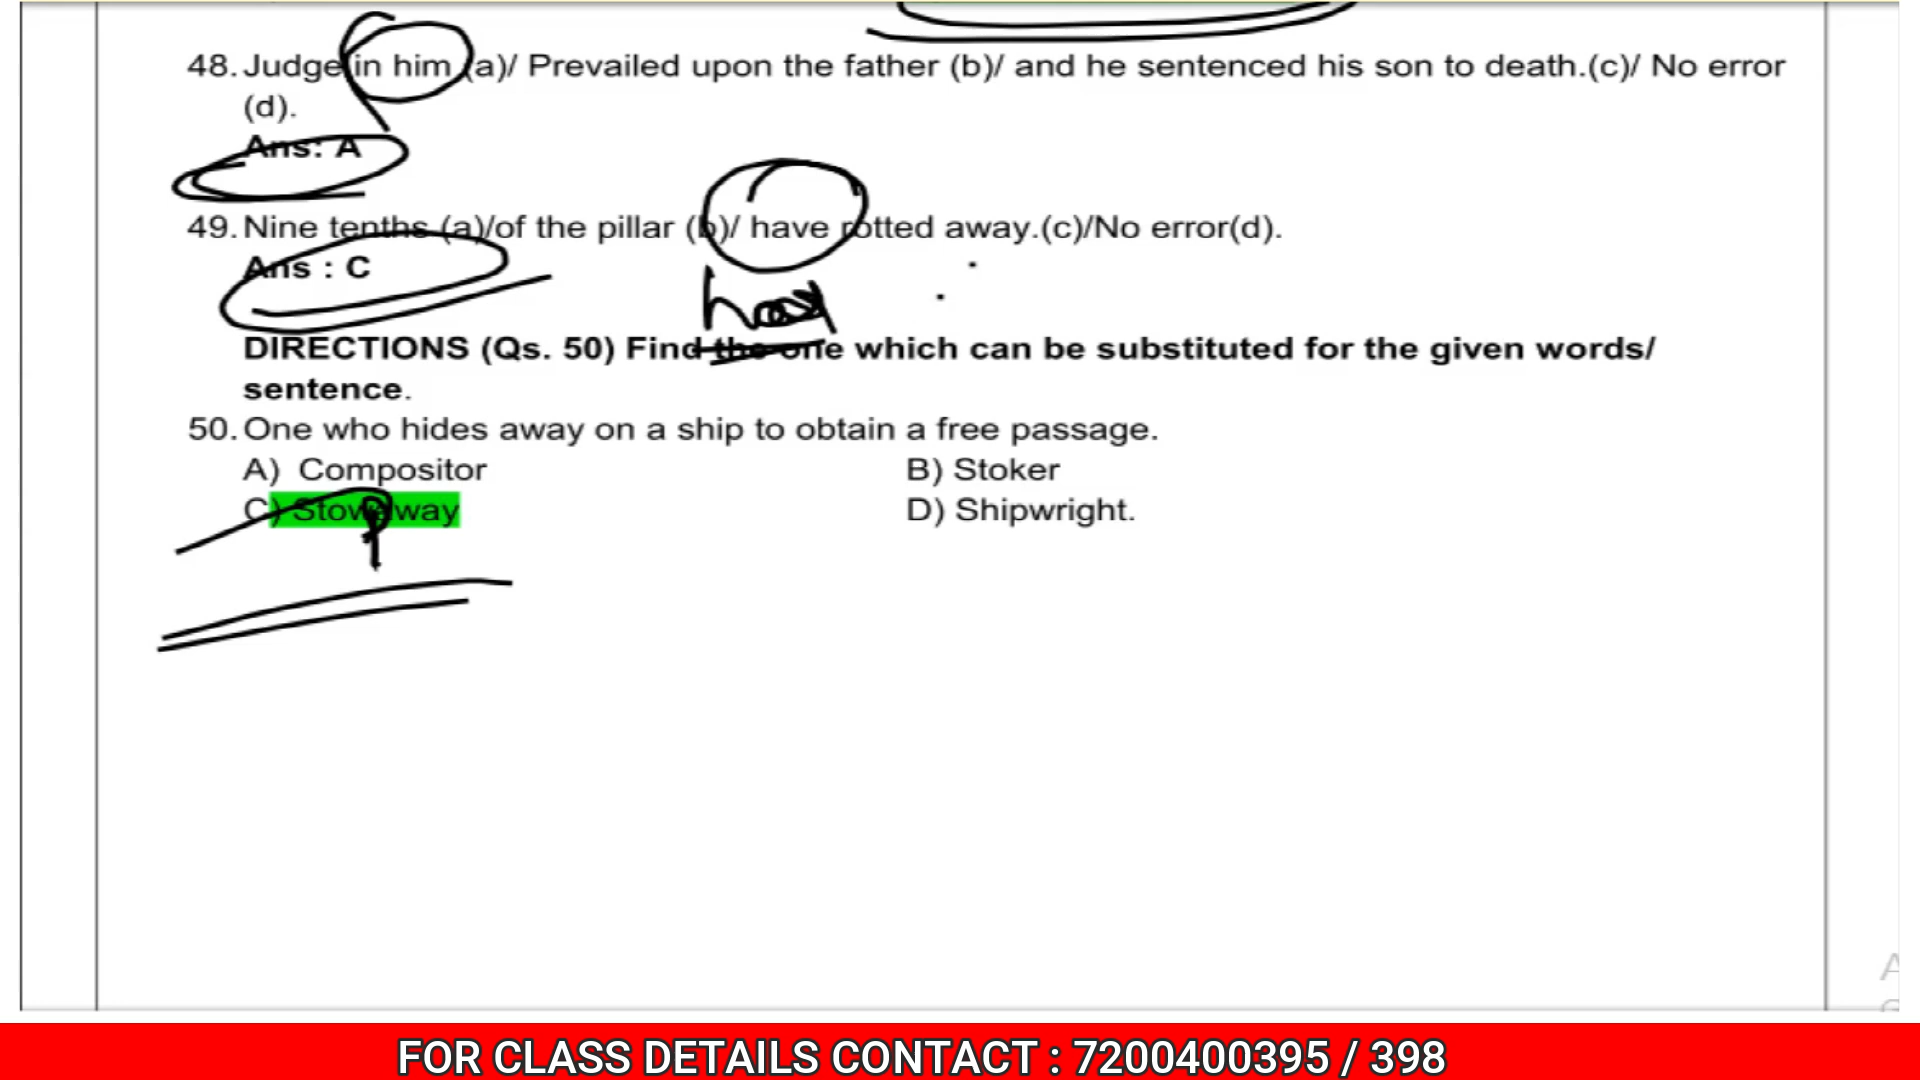 48. Judge in him (a)/ Prevailed upon the father (b)/ and he sentenced his son to death.(c)/ No error
(d).
Ans: A
49. Nine tenths (a)/of the pillar (b)/ have rotted away.(c)/No error(d).
Ans : C
has
DIRECTIONS (Qs. 50) Find the one which can be substituted for the given words/
sentence.
50. One who hides away on a ship to obtain a free passage.
A) Compositor B) Stoker
C) Stowaway D) Shipwright.
FOR CLASS DETAILS CONTACT : 7200400395 / 398